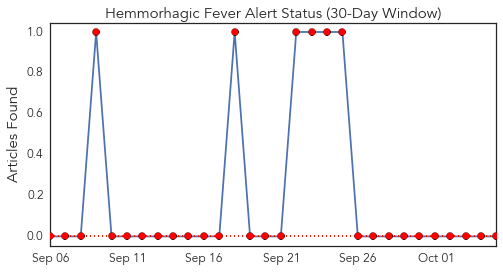 Hemmorhagic Fever Alert Status (30-Day Window)
Articles Found
1.0
0.8
0.6
0.4
0.2
0.0
Sep 06 Sep 11 Sep 16 Sep 21 Sep 26 Oct 01